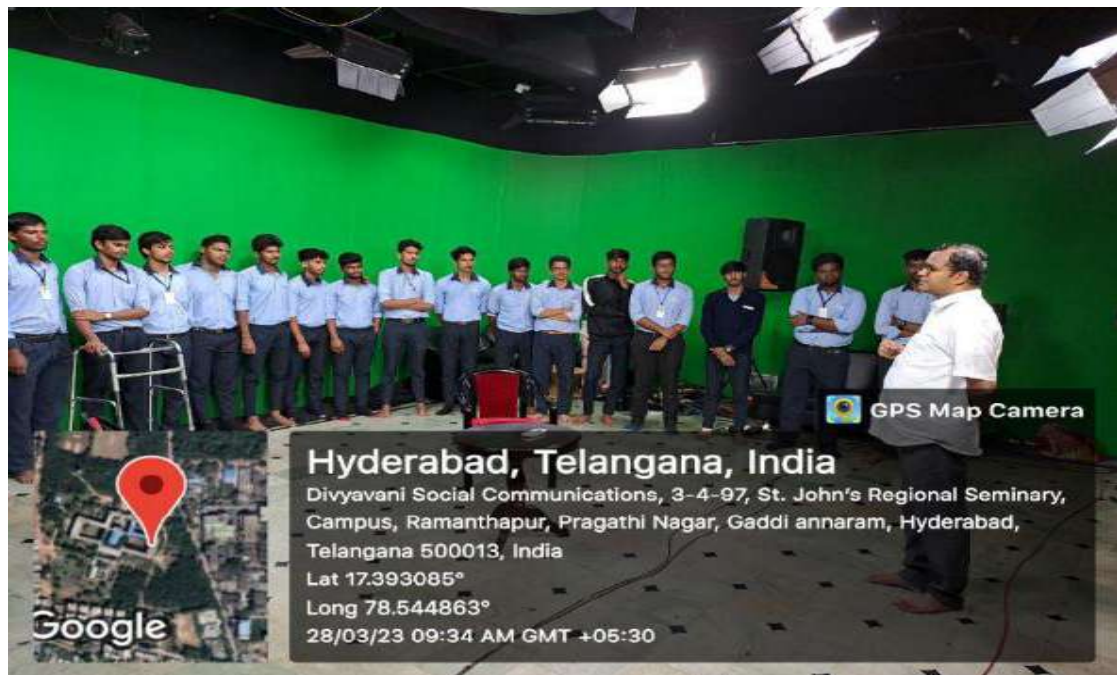 GPS Map Camera
Hyderabad, Telangana, India
Divyavani Social Communications, 3-4-97, St. John's Regional Seminary,
Campus, Ramanthapur, Pragathi Nagar, Gaddi annaram, Hyderabad,
Telangana 500013, India
Lat 17.393085°
Long 78.544863°
28/03/23 09:34 AM GMT +05:30
Google